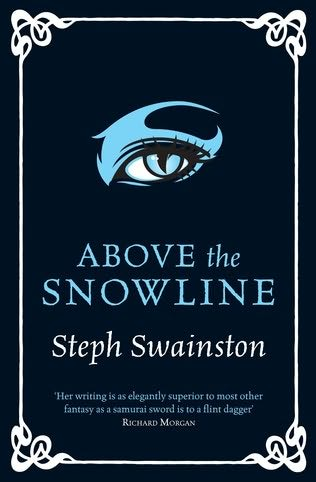 ABOVE the
SNOWLINE
Steph Swainston
'Her writing is as elegantly superior to most other
fantasy as a samurai sword is to a flint dagger'
RICHARD MORGAN